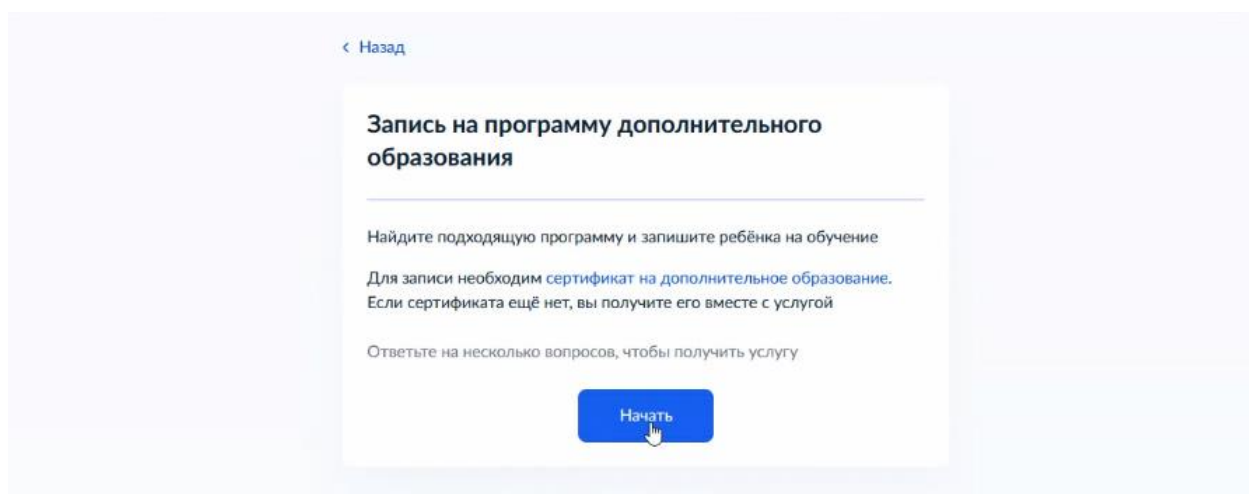 Назад
Запись на программу дополнительного
образования
Найдите подходящую программу и запишите ребёнка на обучение
Для записи необходим сертификат на дополнительное образование.
Если сертификата ещё нет, вы получите его вместе с услугой
Ответьте на несколько вопросов, чтобы получить услугу
Начать